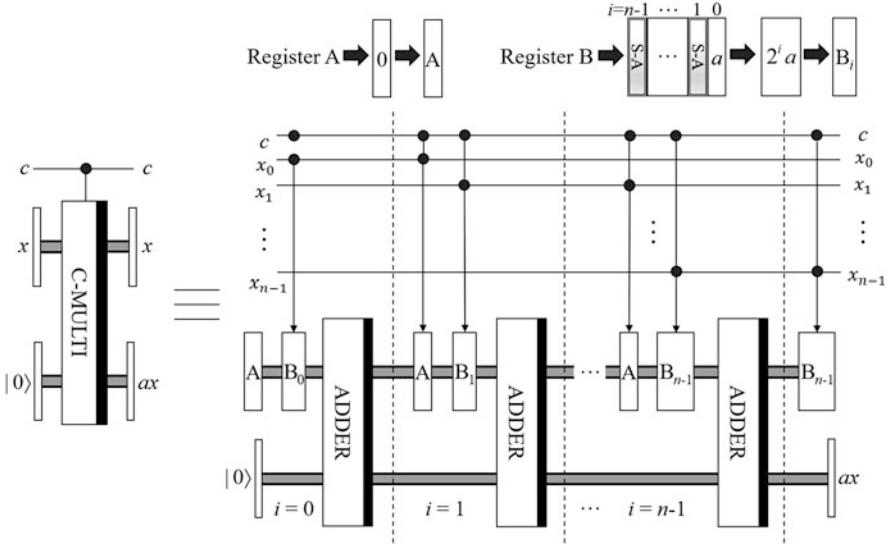 i=n-1 ... 1 0
Register A 0 A
Register B S-A ... S-A a 2^i a B_i
c c
x_0 x_0
x_1 x_1
⋮ ⋮ ⋮
x_{n-1} x_{n-1}
c c
x x
C-MULTI
|0⟩ ax
A B_0 ADDER A B_1 ADDER ... A B_{n-1} ADDER B_{n-1}
|0⟩ ax
i = 0 i = 1 ... i = n-1